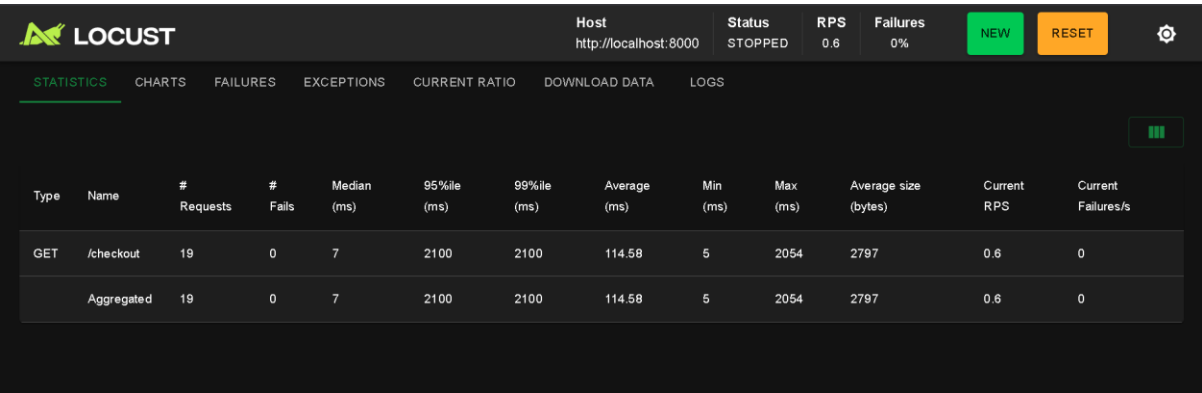 LOCUST
Host
http://localhost:8000
Status
STOPPED
RPS
0.6
Failures
0%
NEW
RESET
STATISTICS CHARTS FAILURES EXCEPTIONS CURRENT RATIO DOWNLOAD DATA LOGS
Type Name # Requests # Fails Median (ms) 95%ile (ms) 99%ile (ms) Average (ms) Min (ms) Max (ms) Average size (bytes) Current RPS Current Failures/s
GET /checkout 19 0 7 2100 2100 114.58 5 2054 2797 0.6 0
Aggregated 19 0 7 2100 2100 114.58 5 2054 2797 0.6 0